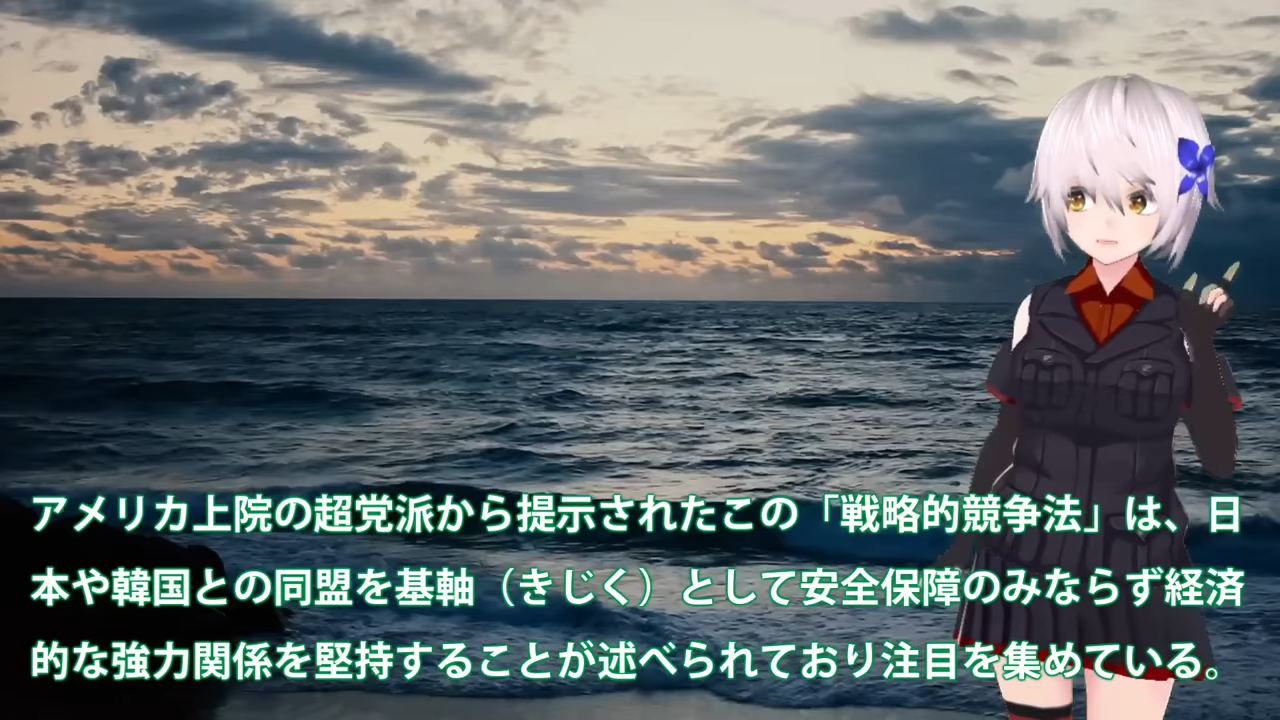 アメリカ上院の超党派から提示されたこの「戦略的競争法」は、日
本や韓国との同盟を基軸（きじく）として安全保障のみならず経済
的な強力関係を堅持することが述べられており注目を集めている。